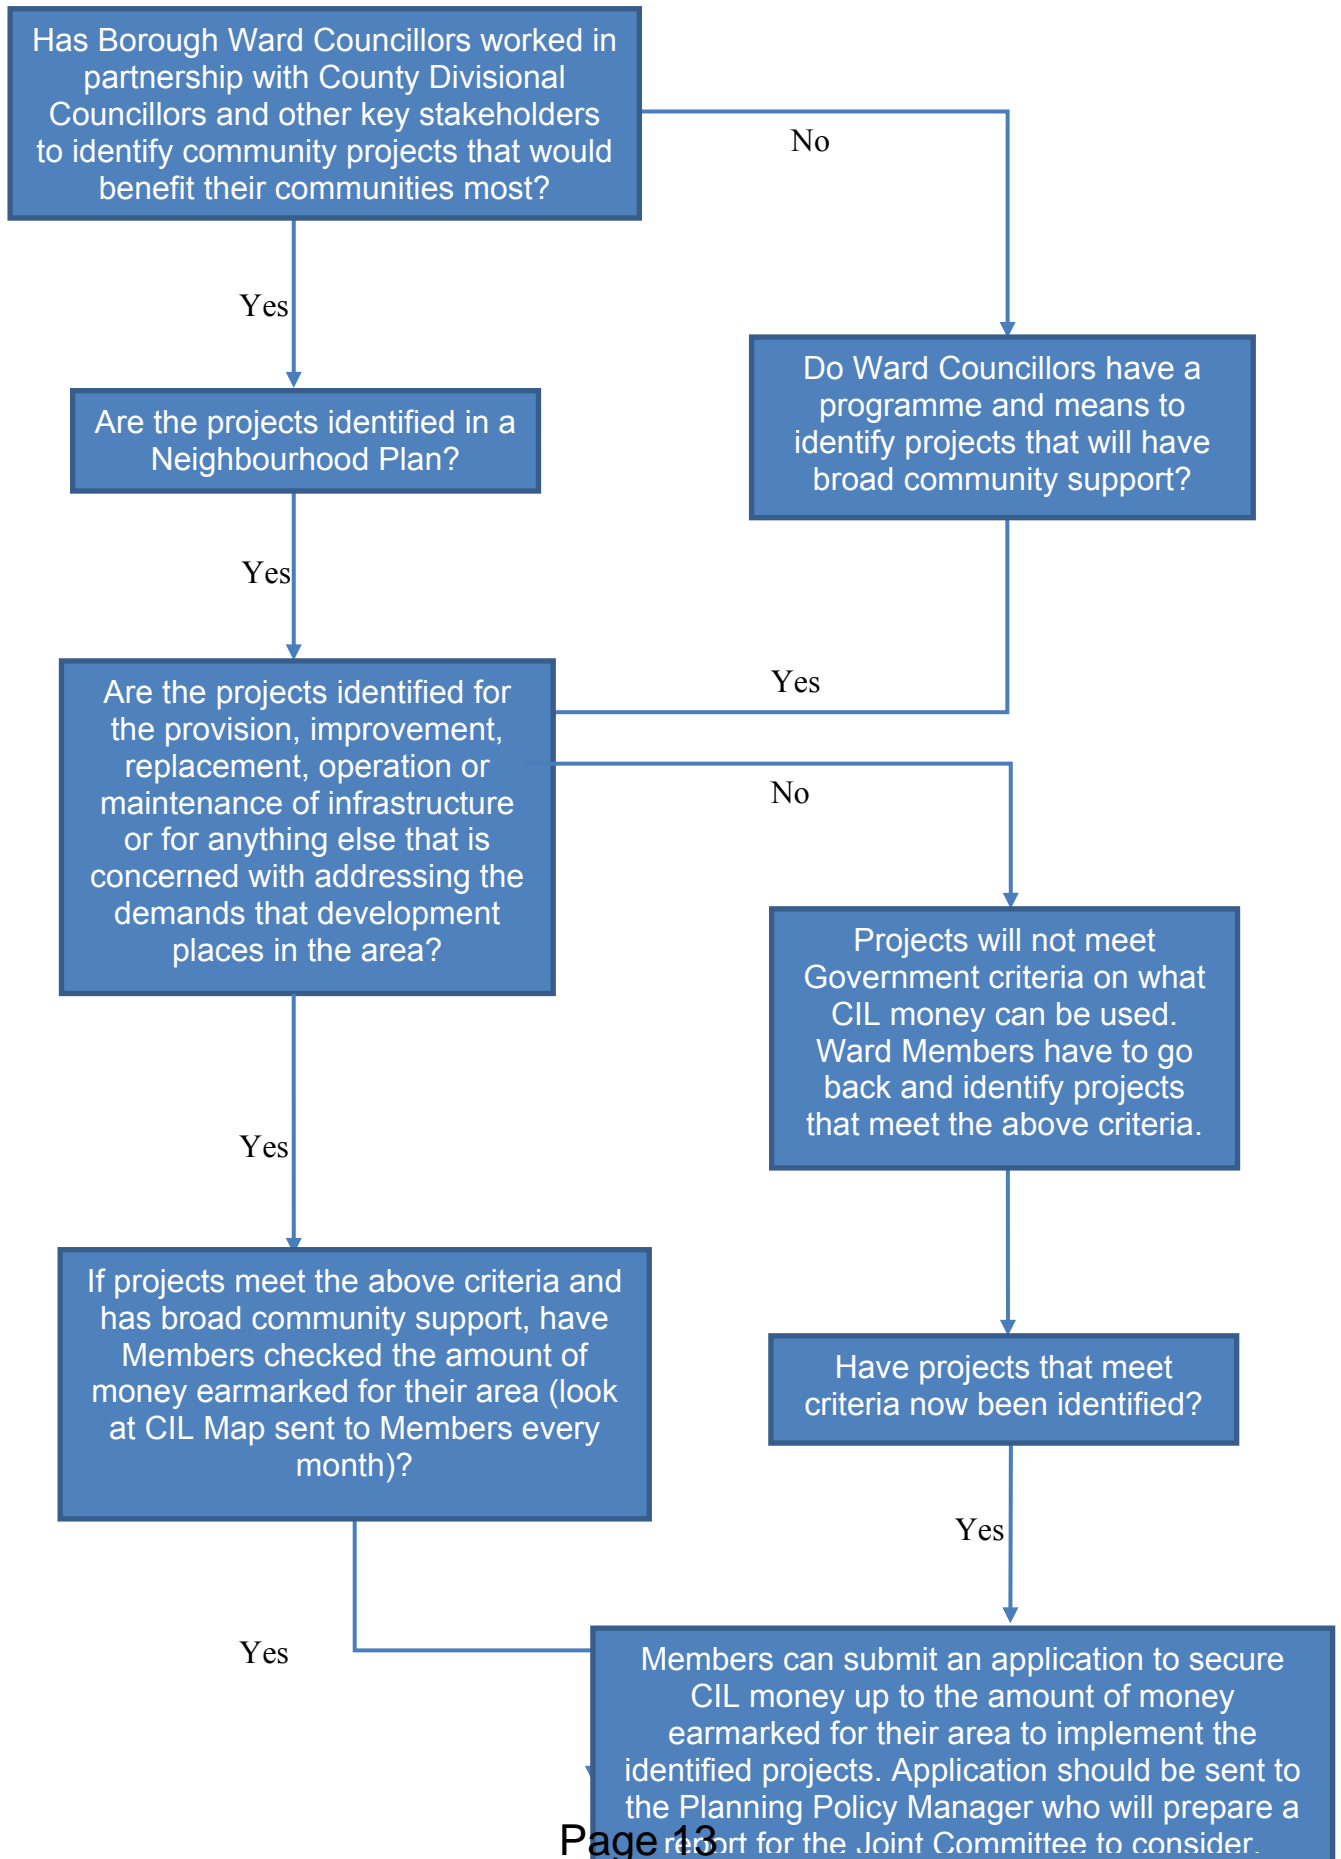 Has Borough Ward Councillors worked in
partnership with County Divisional
Councillors and other key stakeholders
to identify community projects that would
benefit their communities most?
No
Yes
Do Ward Councillors have a
programme and means to
identify projects that will have
broad community support?
Are the projects identified in a
Neighbourhood Plan?
Yes
Yes
Are the projects identified for
the provision, improvement,
replacement, operation or
maintenance of infrastructure
or for anything else that is
concerned with addressing the
demands that development
places in the area?
No
Projects will not meet
Government criteria on what
CIL money can be used.
Ward Members have to go
back and identify projects
that meet the above criteria.
Yes
If projects meet the above criteria and
has broad community support, have
Members checked the amount of
money earmarked for their area (look
at CIL Map sent to Members every
month)?
Have projects that meet
criteria now been identified?
Yes
Yes
Members can submit an application to secure
CIL money up to the amount of money
earmarked for their area to implement the
identified projects. Application should be sent to
the Planning Policy Manager who will prepare a
report for the Joint Committee to consider.
Page 13